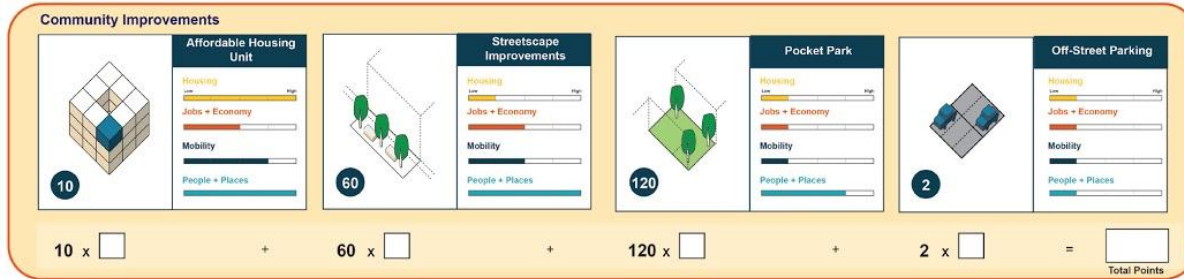 Community Improvements
Affordable Housing
Unit
Housing
Low High
Jobs + Economy
Mobility
People + Places
10
Streetscape
Improvements
Housing
Low High
Jobs + Economy
Mobility
People + Places
60
Pocket Park
Housing
Low High
Jobs + Economy
Mobility
People + Places
120
Off-Street Parking
Housing
Low High
Jobs + Economy
Mobility
People + Places
2
10 x + 60 x + 120 x + 2 x =
Total Points